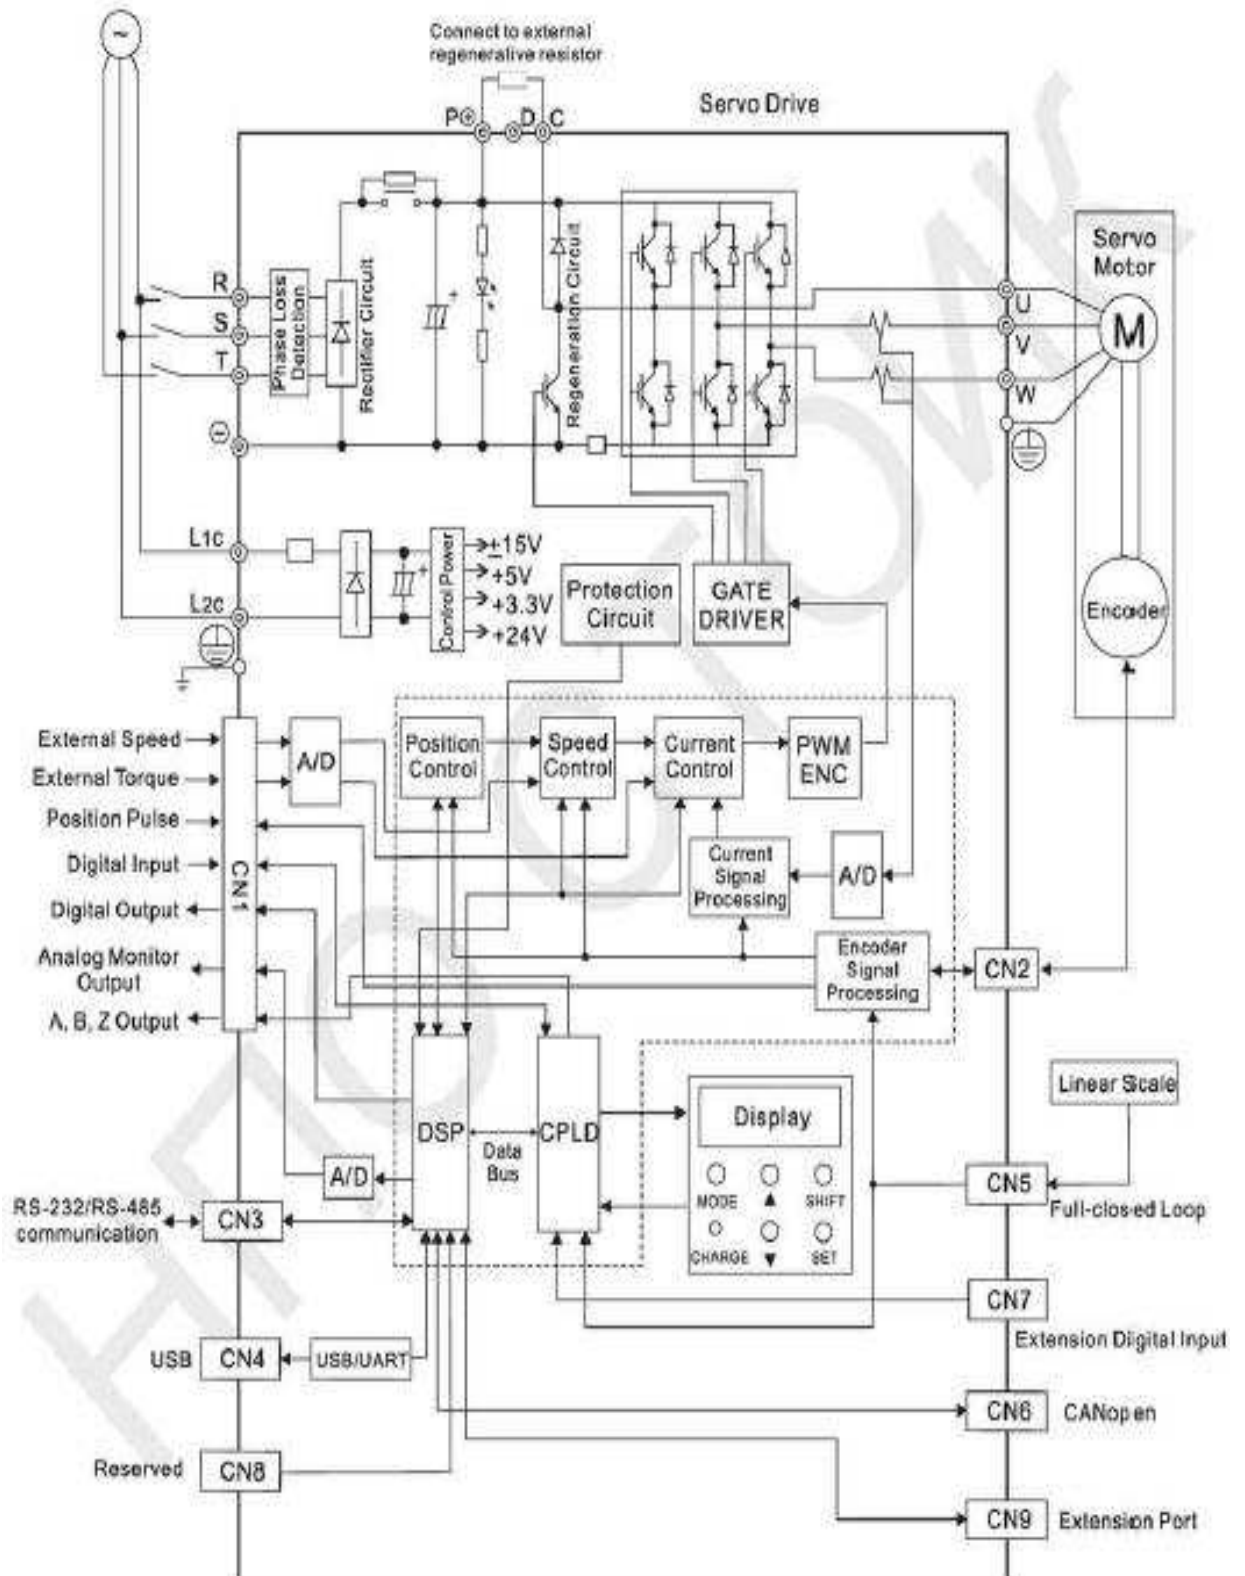 ~
Connect to external
regenerative resistor
P⊕ D C
Servo Drive
Servo
Motor
R
S
T
⊖
Phase Loss
Detection
Rectifier Circuit
+
Regeneration Circuit
U
V
W
M
L1c
L2c
+
Control Power
±15V
+5V
+3.3V
+24V
Protection
Circuit
GATE
DRIVER
Encoder
External Speed
External Torque
Position Pulse
Digital Input
Digital Output
Analog Monitor
Output
A, B, Z Output
CN1
A/D
Position
Control
Speed
Control
Current
Control
PWM
ENC
Current
Signal
Processing
A/D
Encoder
Signal
Processing
CN2
Linear Scale
DSP
Data
Bus
CPLD
Display
MODE
▲
SHIFT
CHARGE
▼
SET
A/D
RS-232/RS-485
communication
CN3
CN5
Full-closed Loop
CN7
Extension Digital Input
USB
CN4
USB/UART
CN6
CANopen
Reserved
CN8
CN9
Extension Port
НПО СТОИК